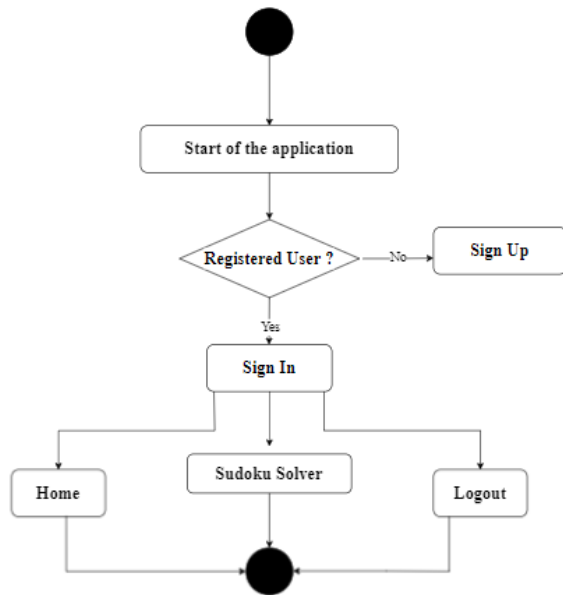 Start of the application
Registered User ?
No
Sign Up
Yes
Sign In
Home
Sudoku Solver
Logout